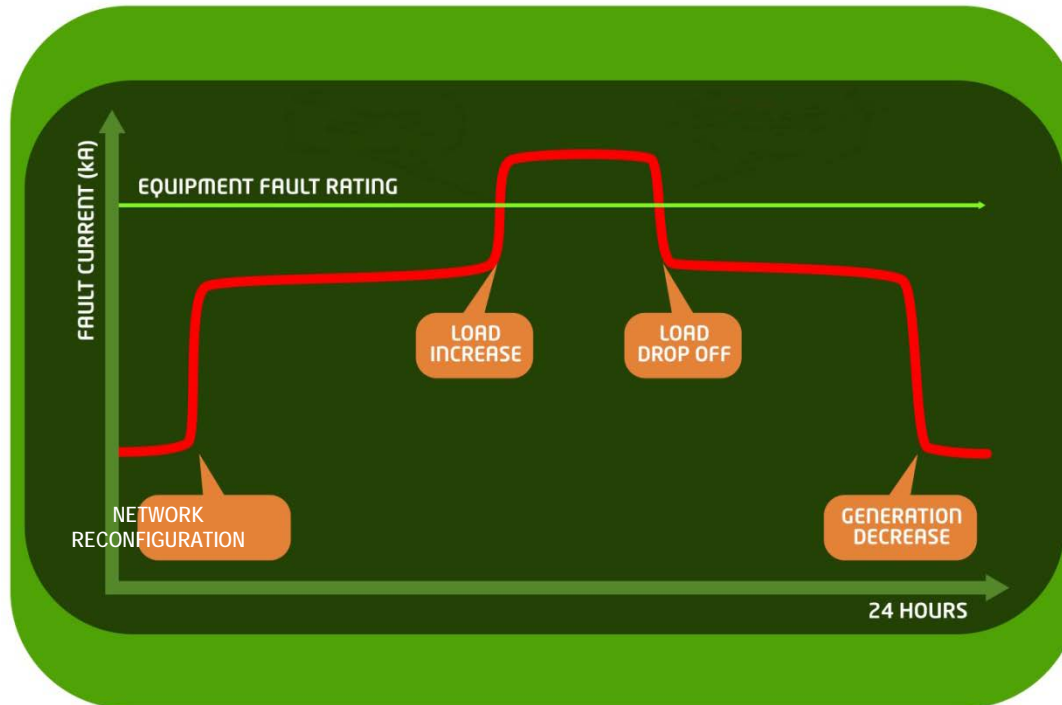 FAULT CURRENT (kA)
EQUIPMENT FAULT RATING
LOAD
INCREASE
LOAD
DROP OFF
NETWORK
RECONFIGURATION
GENERATION
DECREASE
24 HOURS